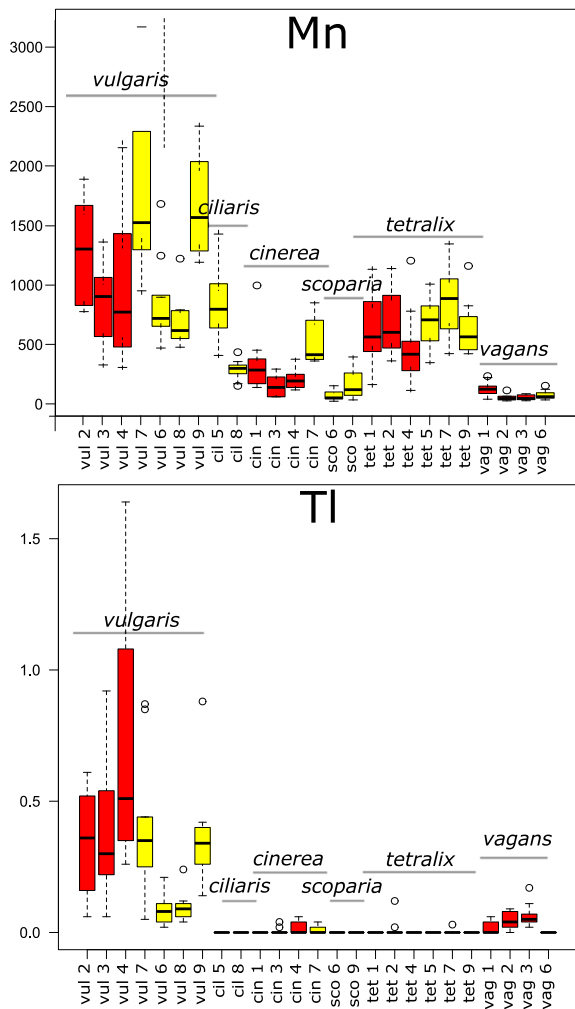 Mn
3000
2500
2000
1500
1000
500
0
vulgaris
ciliaris
cinerea
scoparia
tetralix
vagans
vul 2
vul 3
vul 4
vul 7
vul 6
vul 8
vul 9
cil 5
cil 8
cin 1
cin 3
cin 4
cin 7
sco 6
sco 9
tet 1
tet 2
tet 4
tet 5
tet 7
tet 9
vag 1
vag 2
vag 3
vag 6
Tl
1.5
1.0
0.5
0.0
vulgaris
ciliaris
cinerea
scoparia
tetralix
vagans
vul 2
vul 3
vul 4
vul 7
vul 6
vul 8
vul 9
cil 5
cil 8
cin 1
cin 3
cin 4
cin 7
sco 6
sco 9
tet 1
tet 2
tet 4
tet 5
tet 7
tet 9
vag 1
vag 2
vag 3
vag 6